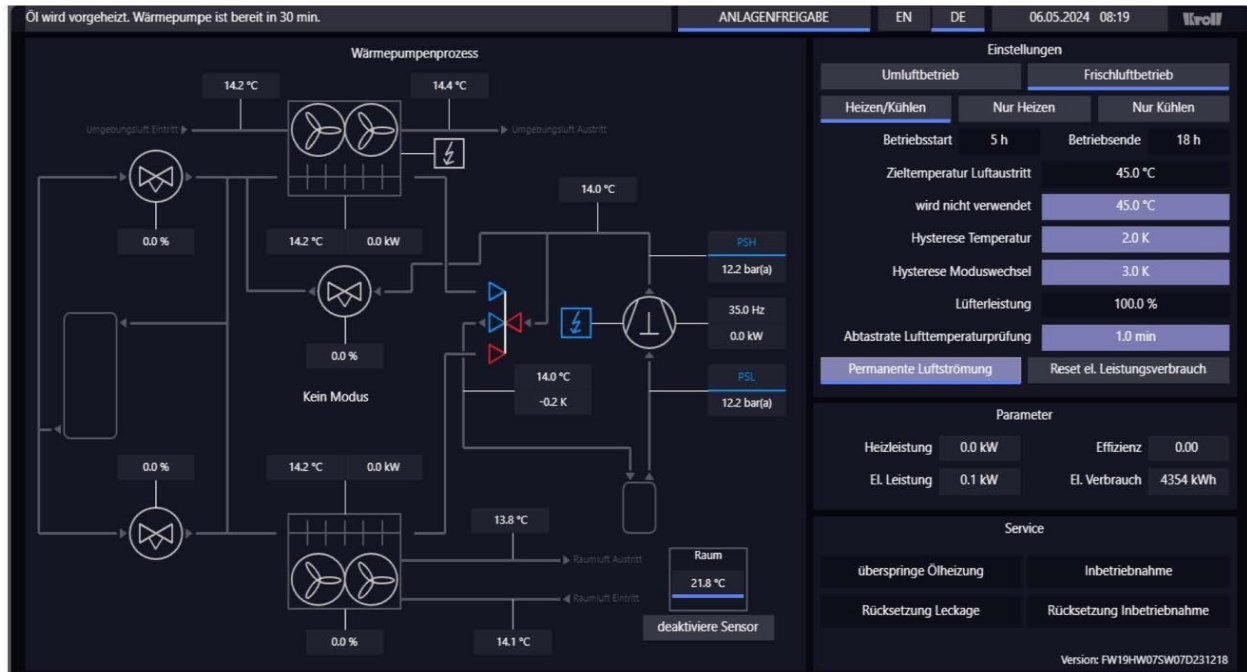 Öl wird vorgeheizt. Wärmepumpe ist bereit in 30 min.
ANLAGENFREIGABE
EN
DE
06.05.2024 08:19
Kroll
Wärmepumpenprozess
14.2 °C
14.4 °C
Umgebungsluft Eintritt
Umgebungsluft Austritt
0.0 %
14.2 °C
0.0 kW
14.0 °C
PSH
12.2 bar(a)
35.0 Hz
0.0 kW
0.0 %
Kein Modus
14.0 °C
-0.2 K
PSL
12.2 bar(a)
0.0 %
14.2 °C
0.0 kW
13.8 °C
Raumluft Austritt
Raumluft Eintritt
0.0 %
14.1 °C
Raum
21.8 °C
deaktiviere Sensor
Einstellungen
Umluftbetrieb
Frischluftbetrieb
Heizen/Kühlen
Nur Heizen
Nur Kühlen
Betriebsstart 5 h
Betriebsende 18 h
Zieltemperatur Luftaustritt 45.0 °C
wird nicht verwendet 45.0 °C
Hysterese Temperatur 2.0 K
Hysterese Moduswechsel 3.0 K
Lüfterleistung 100.0 %
Abtastrate Lufttemperaturprüfung 1.0 min
Permanente Luftströmung
Reset el. Leistungsverbrauch
Parameter
Heizleistung 0.0 kW
Effizienz 0.00
El. Leistung 0.1 kW
El. Verbrauch 4354 kWh
Service
überspringe Ölheizung
Inbetriebnahme
Rücksetzung Leckage
Rücksetzung Inbetriebnahme
Version: FW19HW07SW07D231218